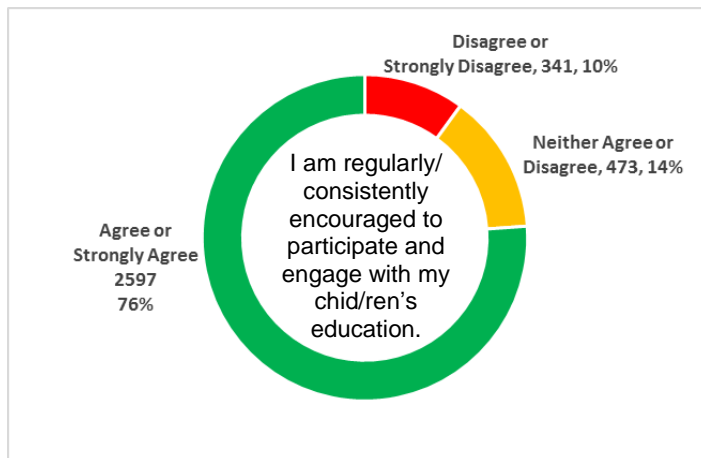 Disagree or
Strongly Disagree, 341, 10%
Neither Agree or
Disagree, 473, 14%
I am regularly/
consistently
encouraged to
participate and
engage with my
chid/ren’s
education.
Agree or
Strongly Agree
2597
76%